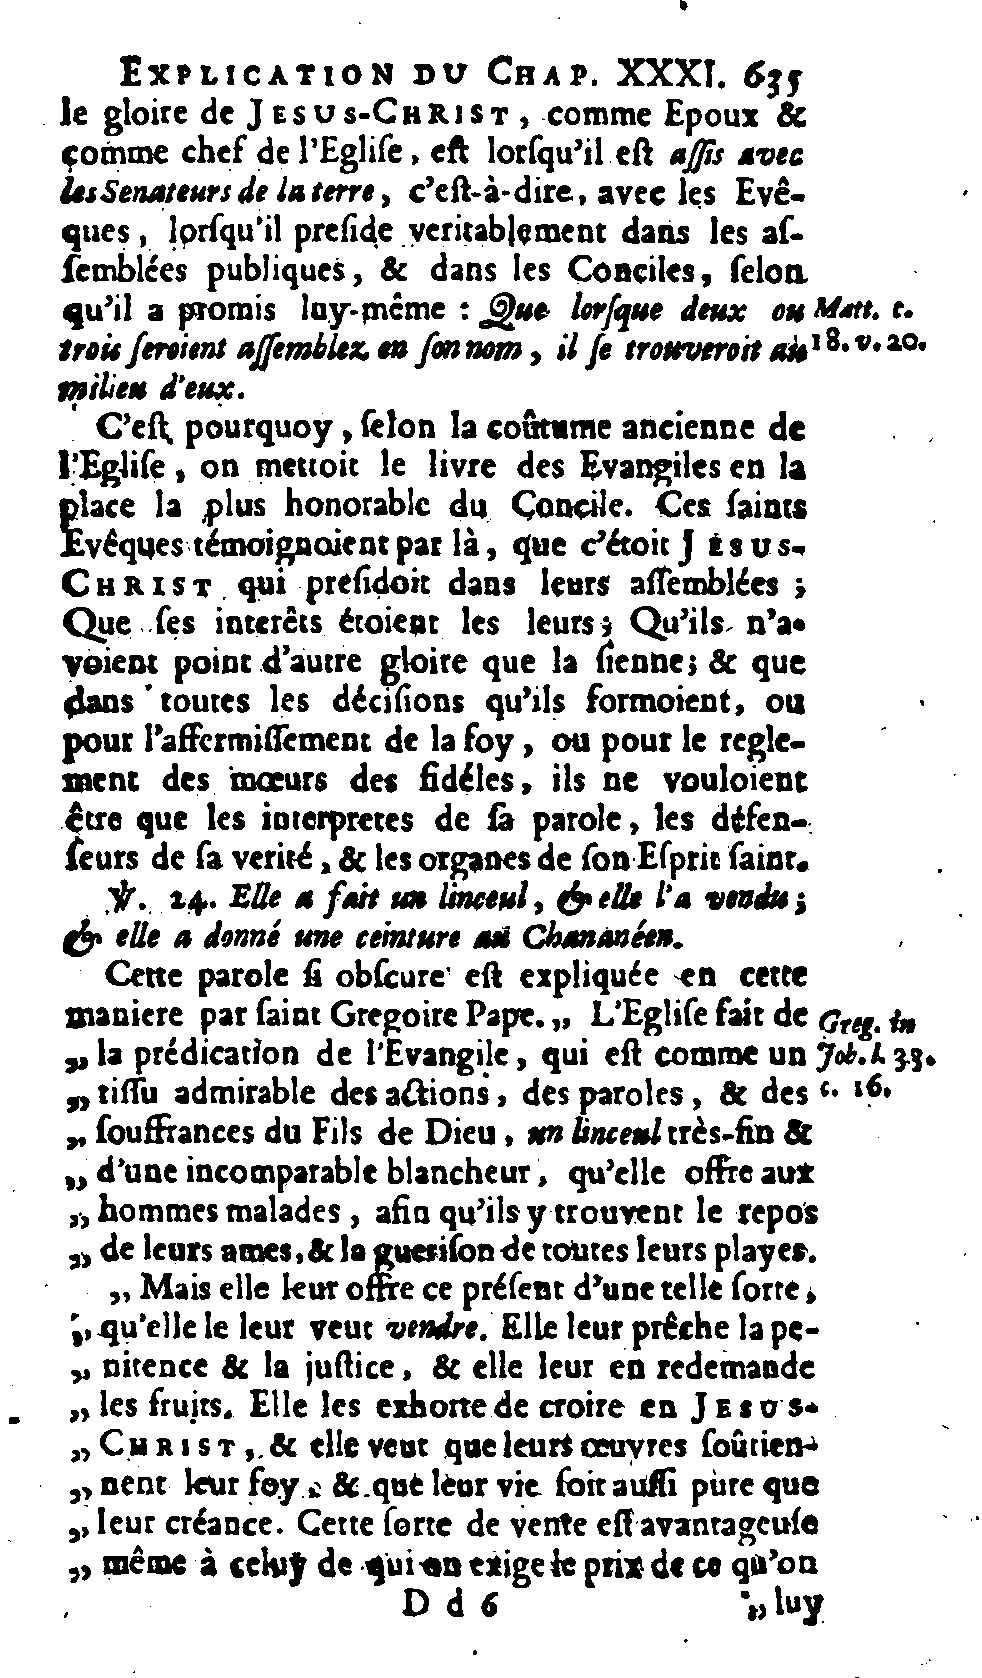 EXPLICATION DU CHAP. XXXI. 635
le gloire de JESUS-CHRIST, comme Epoux &
comme chef de l'Egliſe, eſt lorſqu'il eſt aſſis avec
les Senateurs de la terre, c'eſt-à-dire, avec les Evê-
ques, lorſqu'il preſide veritablement dans les aſ-
ſemblées publiques, & dans les Conciles, ſelon
qu'il a promis luy-même : Que lorſque deux ou
Matt. c.
trois ſeroient aſſemblez en ſon nom, il ſe trouveroit au
18. v. 20.
milieu d'eux.
C'eſt pourquoy, ſelon la coûtume ancienne de
l'Egliſe, on mettoit le livre des Evangiles en la
place la plus honorable du Concile. Ces ſaints
Evêques témoignoient par là, que c'étoit JESUS-
CHRIST qui preſidoit dans leurs aſſemblées ;
Que ſes interêts étoient les leurs; Qu'ils n'a-
voient point d'autre gloire que la ſienne; & que
dans toutes les déciſions qu'ils formoient, ou
pour l'affermiſſement de la foy, ou pour le regle-
ment des mœurs des fidéles, ils ne vouloient
être que les interpretes de ſa parole, les défen-
ſeurs de ſa verité, & les organes de ſon Eſprit ſaint.
℣. 24. Elle a fait un linceul, & elle l'a vendu;
& elle a donné une ceinture au Chananéen.
Cette parole ſi obſcure eſt expliquée en cette
maniere par ſaint Gregoire Pape. ,, L'Egliſe fait de
Greg. in
,, la prédication de l'Evangile, qui eſt comme un
Job. l. 33.
,, tiſſu admirable des actions, des paroles, & des
c. 16.
,, ſouffrances du Fils de Dieu, un linceul très-fin &
,, d'une incomparable blancheur, qu'elle offre aux
,, hommes malades, afin qu'ils y trouvent le repos
,, de leurs ames, & la gueriſon de toutes leurs playes.
,, Mais elle leur offre ce préſent d'une telle ſorte,
,, qu'elle le leur veut vendre. Elle leur prêche la pe-
,, nitence & la juſtice, & elle leur en redemande
,, les fruits. Elle les exhorte de croire en JESUS-
,, CHRIST, & elle veut que leurs œuvres ſoûtien-
,, nent leur foy, & que leur vie ſoit auſſi pure que
,, leur créance. Cette ſorte de vente eſt avantageuſe
,, même à celuy de qui on exige le prix de ce qu'on
D d 6
,, luy